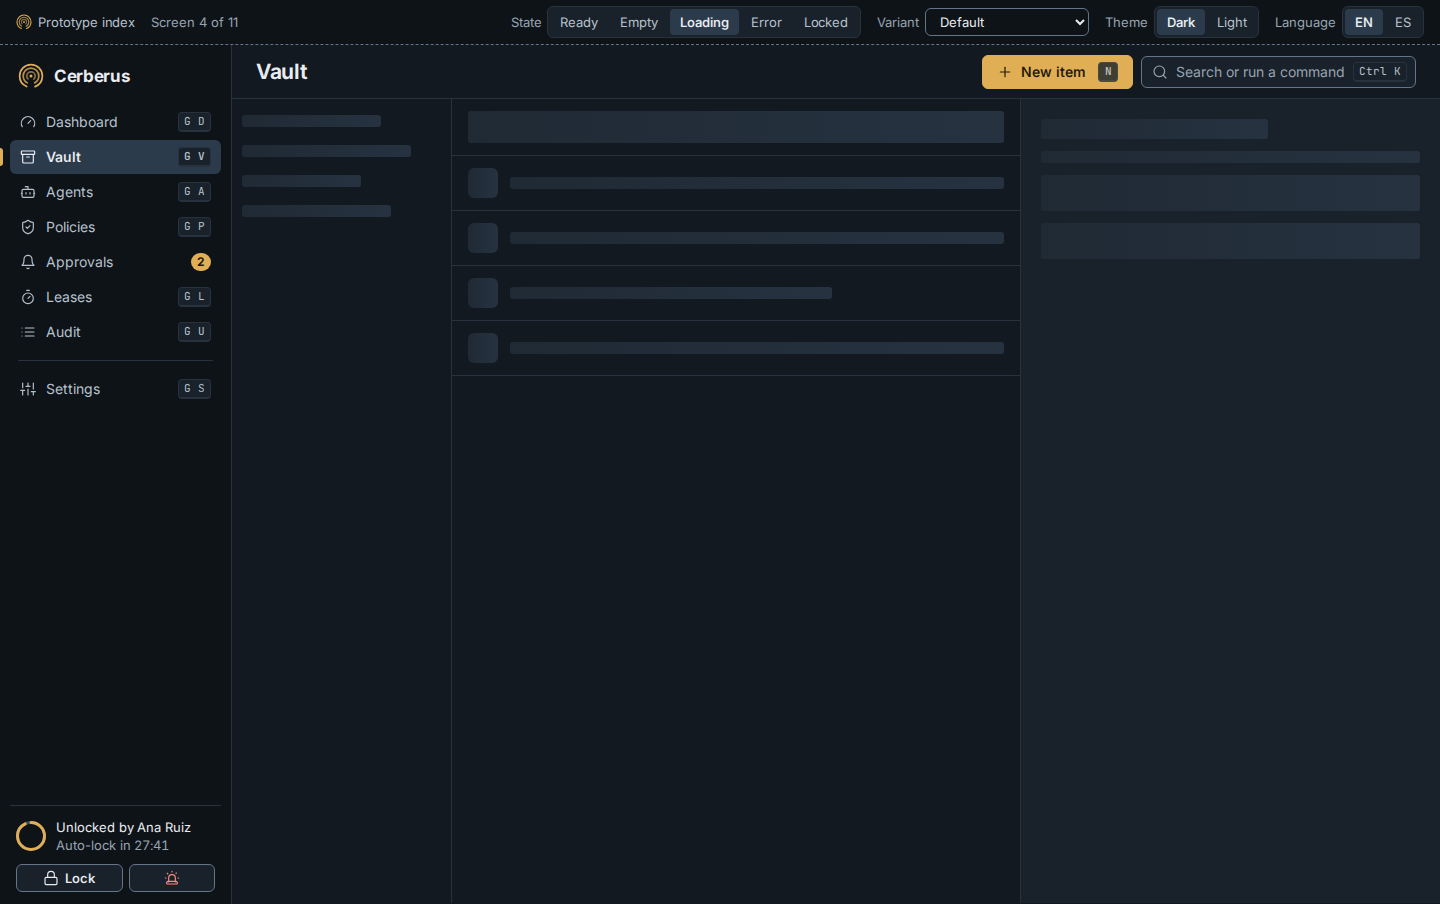 Prototype index
Screen 4 of 11
State
Ready
Empty
Loading
Error
Locked
Variant
Default
Theme
Dark
Light
Language
EN
ES
Cerberus
Dashboard G D
Vault G V
Agents G A
Policies G P
Approvals 2
Leases G L
Audit G U
Settings G S
Unlocked by Ana Ruiz
Auto-lock in 27:41
Lock
Vault
New item N
Search or run a command Ctrl K